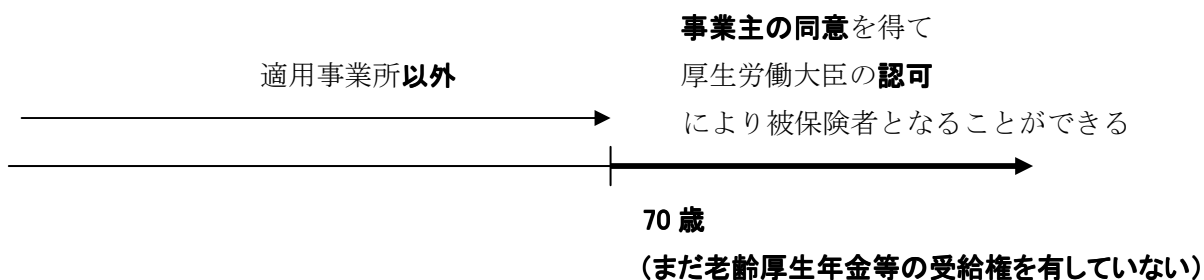 事業主の同意を得て
適用事業所以外
厚生労働大臣の認可
により被保険者となることができる
70 歳
（まだ老齢厚生年金等の受給権を有していない）